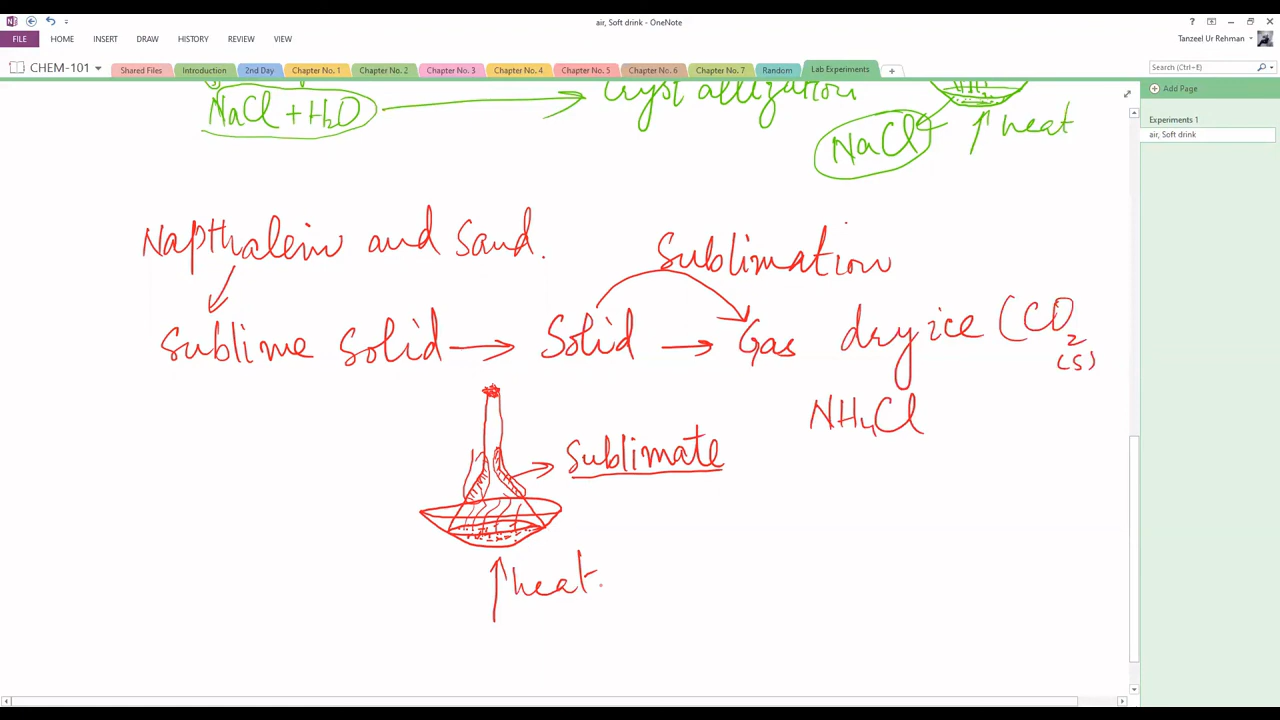 air, Soft drink - OneNote
?
Tanzeel Ur Rehman
FILE HOME INSERT DRAW HISTORY REVIEW VIEW
CHEM-101
Shared Files Introduction 2nd Day Chapter No. 1 Chapter No. 2 Chapter No. 3 Chapter No. 4 Chapter No. 5 Chapter No. 6 Chapter No. 7 Random Lab Experiments +
Search (Ctrl+E)
Add Page
Experiments 1
air, Soft drink
NaCl + H2O → Crystallization
NaCl heat
Napthalein and Sand.
Sublimation
Sublime Solid → Solid → Gas dry ice (CO2
(s)
NH4Cl
Sublimate
heat